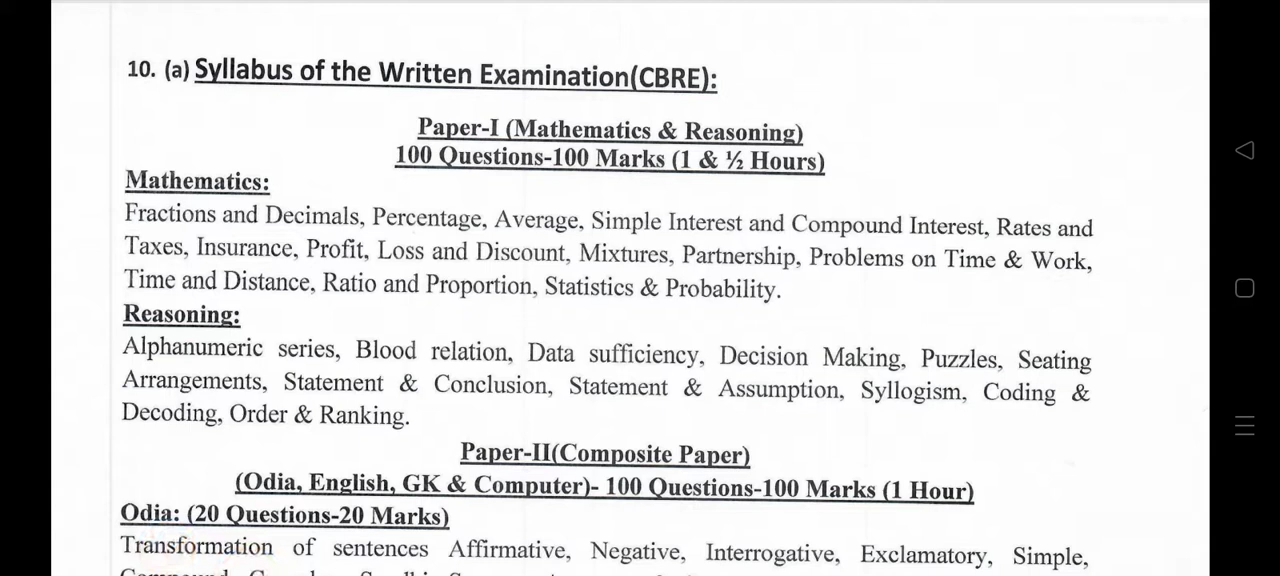 10. (a) Syllabus of the Written Examination(CBRE):
Paper-I (Mathematics & Reasoning)
100 Questions-100 Marks (1 & ½ Hours)
Mathematics:
Fractions and Decimals, Percentage, Average, Simple Interest and Compound Interest, Rates and
Taxes, Insurance, Profit, Loss and Discount, Mixtures, Partnership, Problems on Time & Work,
Time and Distance, Ratio and Proportion, Statistics & Probability.
Reasoning:
Alphanumeric series, Blood relation, Data sufficiency, Decision Making, Puzzles, Seating
Arrangements, Statement & Conclusion, Statement & Assumption, Syllogism, Coding &
Decoding, Order & Ranking.
Paper-II(Composite Paper)
(Odia, English, GK & Computer)- 100 Questions-100 Marks (1 Hour)
Odia: (20 Questions-20 Marks)
Transformation of sentences Affirmative, Negative, Interrogative, Exclamatory, Simple,